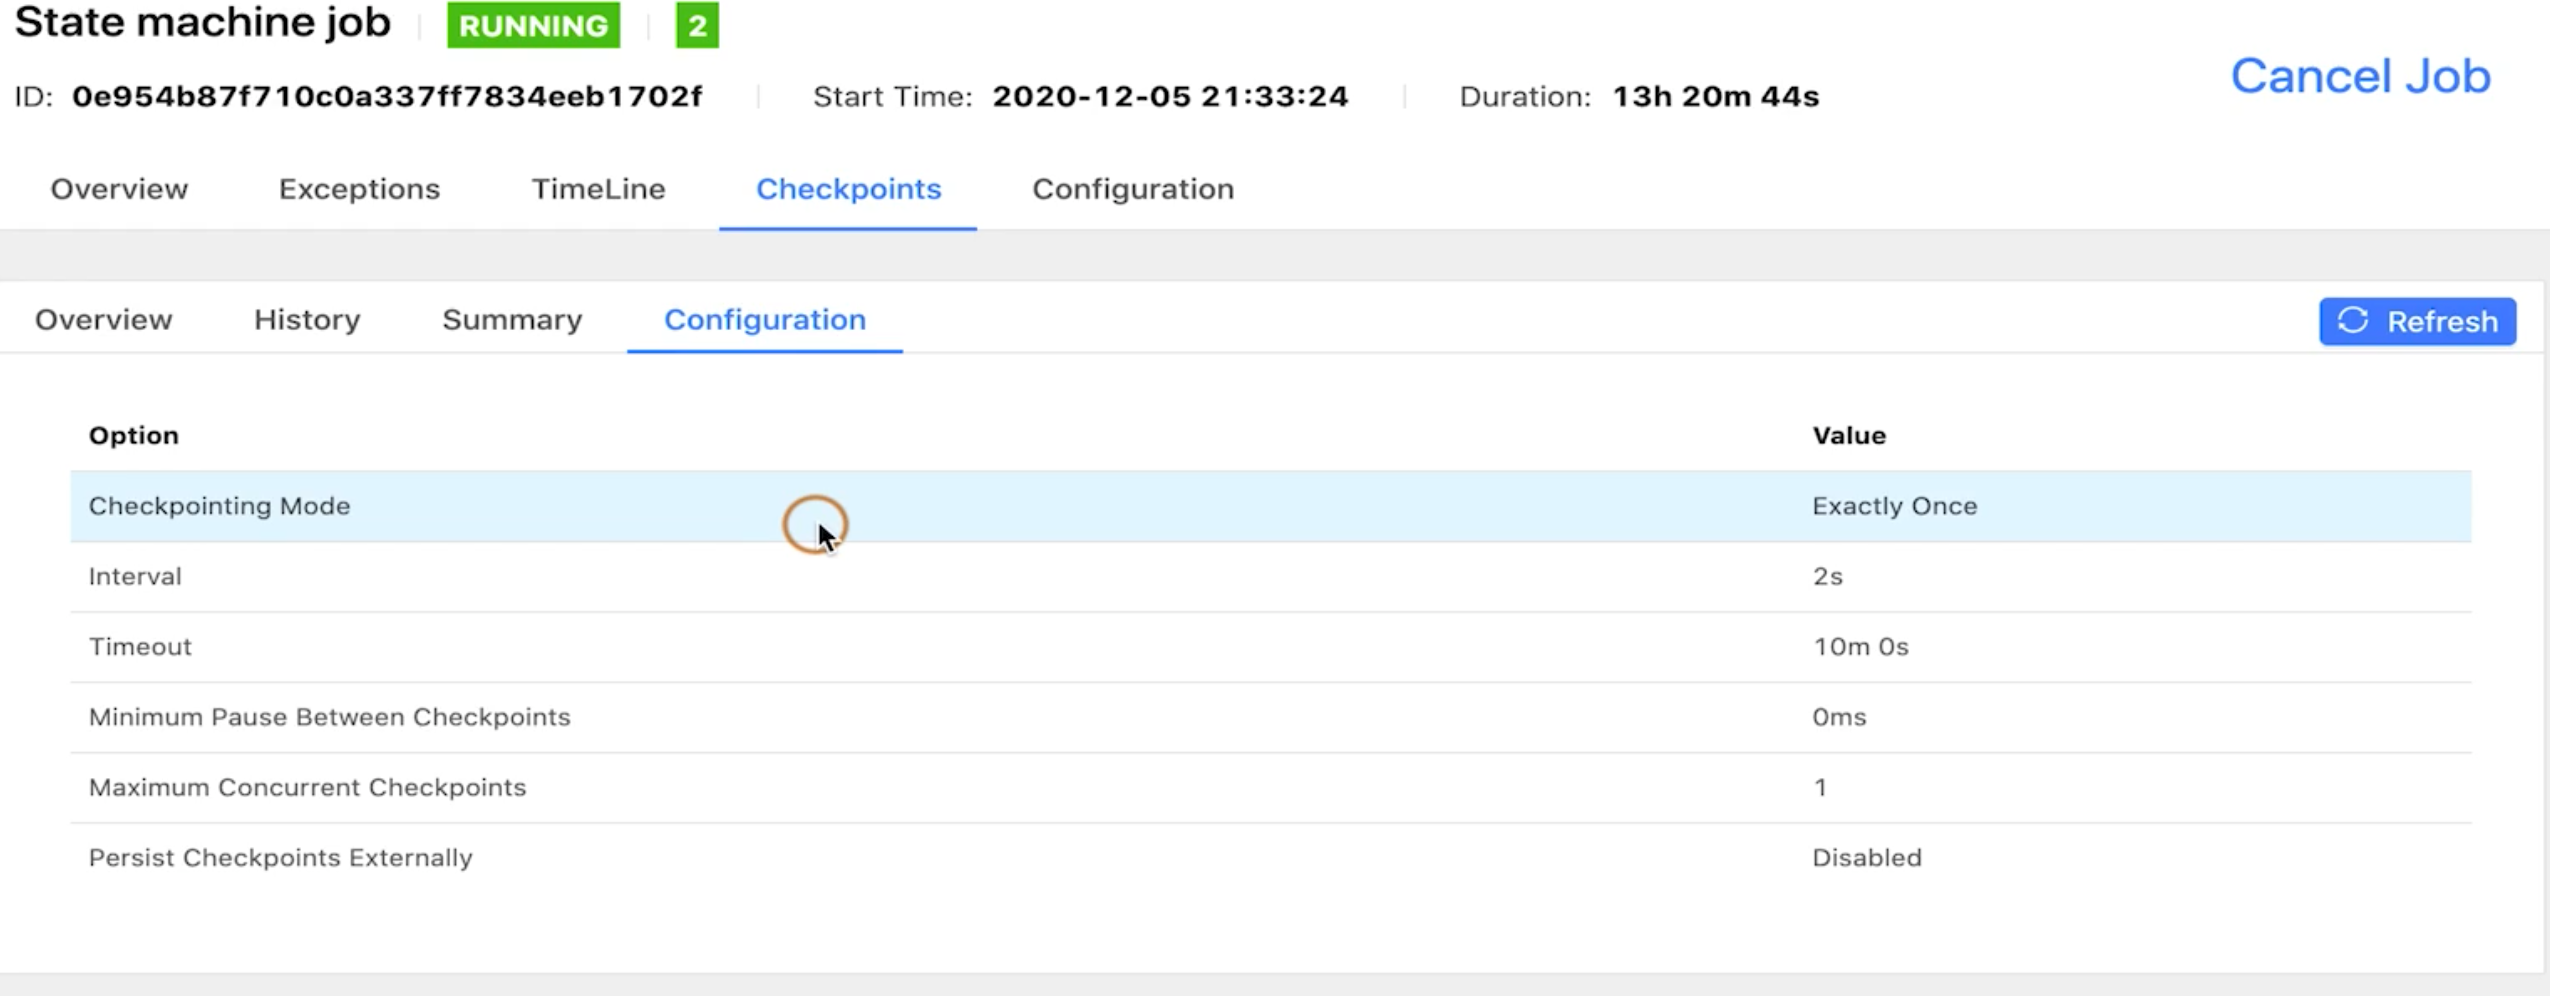 State machine job RUNNING 2
ID: 0e954b87f710c0a337ff7834eeb1702f Start Time: 2020-12-05 21:33:24 Duration: 13h 20m 44s Cancel Job
Overview Exceptions TimeLine Checkpoints Configuration
Overview History Summary Configuration Refresh
Option Value
Checkpointing Mode Exactly Once
Interval 2s
Timeout 10m 0s
Minimum Pause Between Checkpoints 0ms
Maximum Concurrent Checkpoints 1
Persist Checkpoints Externally Disabled